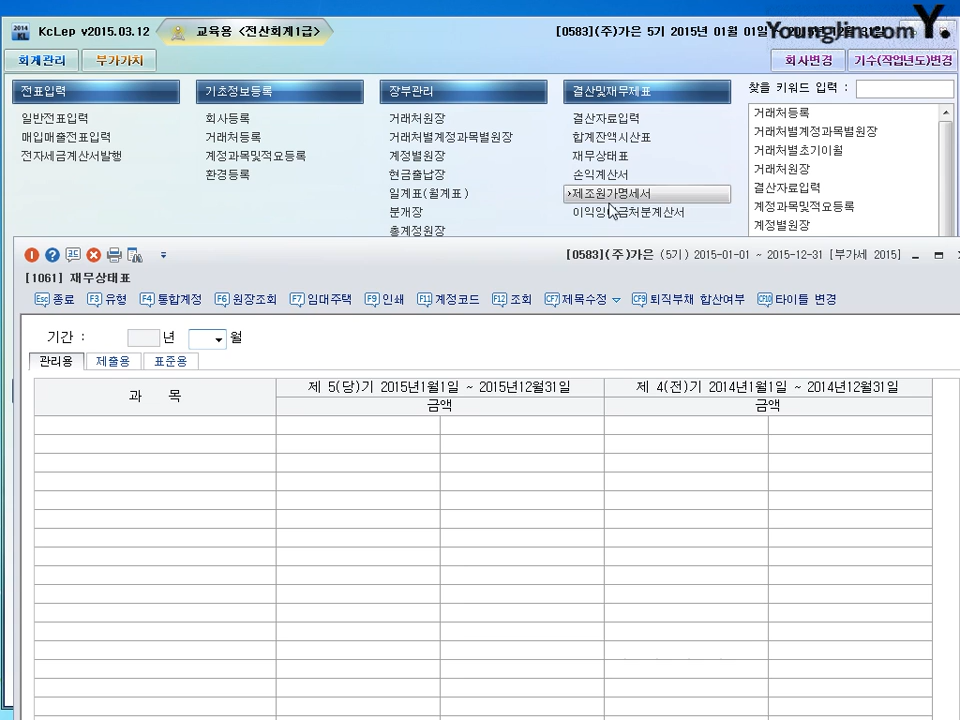 KcLep v2015.03.12 교육용 <전산회계1급> [0583](주)가은 5기 2015년 01월 01일~
Younglin.com Y.
회계관리 부가가치 회사변경 기수(작업년도)변경
전표입력 기초정보등록 장부관리 결산및재무제표 찾을 키워드 입력 :
일반전표입력 회사등록 거래처원장 결산자료입력 거래처등록
매입매출전표입력 거래처등록 거래처별계정과목별원장 합계잔액시산표 거래처별계정과목별원장
전자세금계산서발행 계정과목및적요등록 계정별원장 재무상태표 거래처별초기이월
환경등록 현금출납장 손익계산서 거래처원장
일계표(월계표) 제조원가명세서 결산자료입력
분개장 계정과목및적요등록
총계정원장 계정별원장
[0583](주)가은 (5기) 2015-01-01 ~ 2015-12-31 [부가세 2015]
[1061] 재무상태표
Esc 종료 F3 유형 F4 통합계정 F6 원장조회 F7 임대주택 F9 인쇄 F11 계정코드 F12 조회 CF7 제목수정 CF9 퇴직부채 합산여부 CF10 타이틀 변경
기간 : 년 월
관리용 제출용 표준용
과 목 제 5(당)기 2015년1월1일 ~ 2015년12월31일 제 4(전)기 2014년1월1일 ~ 2014년12월31일
금액 금액